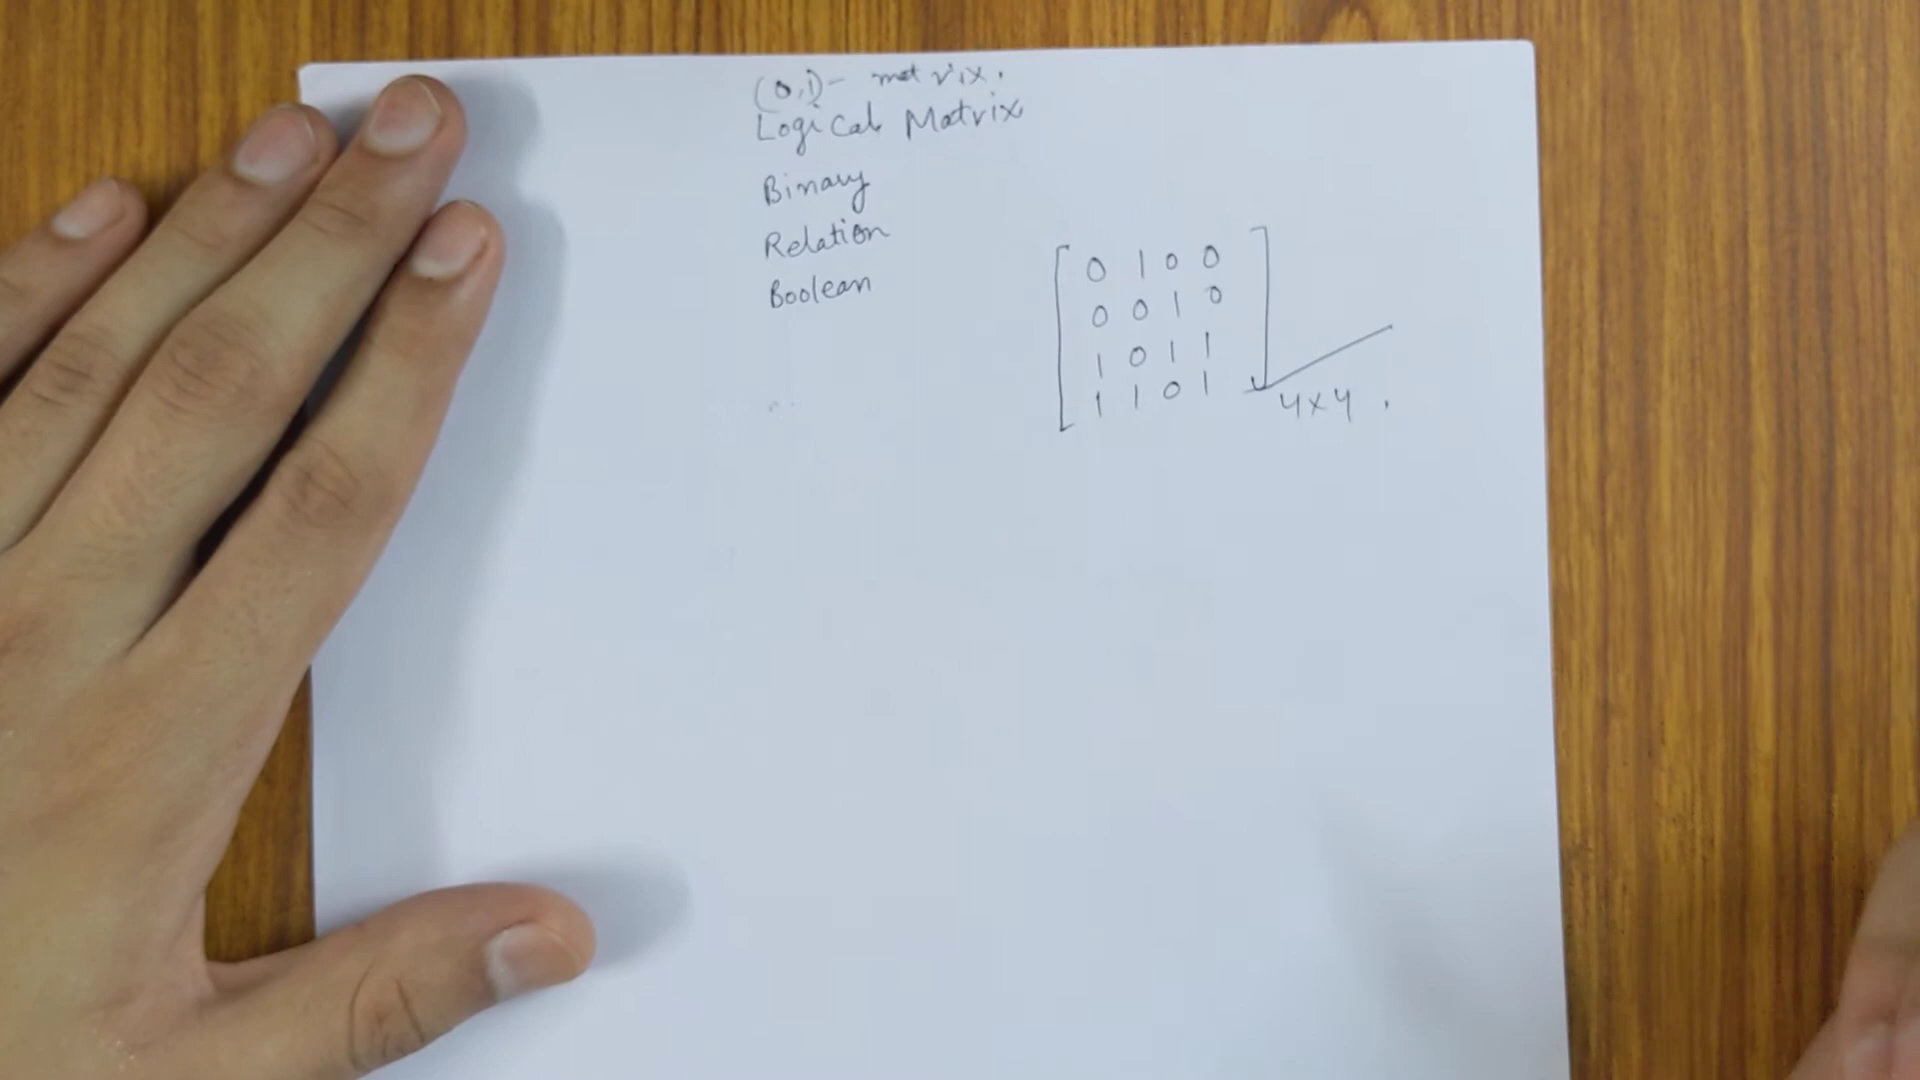 (0,1)- matrix.
Logical Matrix
Binary
Relation
Boolean
0 1 0 0
0 0 1 0
1 0 1 1
1 1 0 1
4x4 .